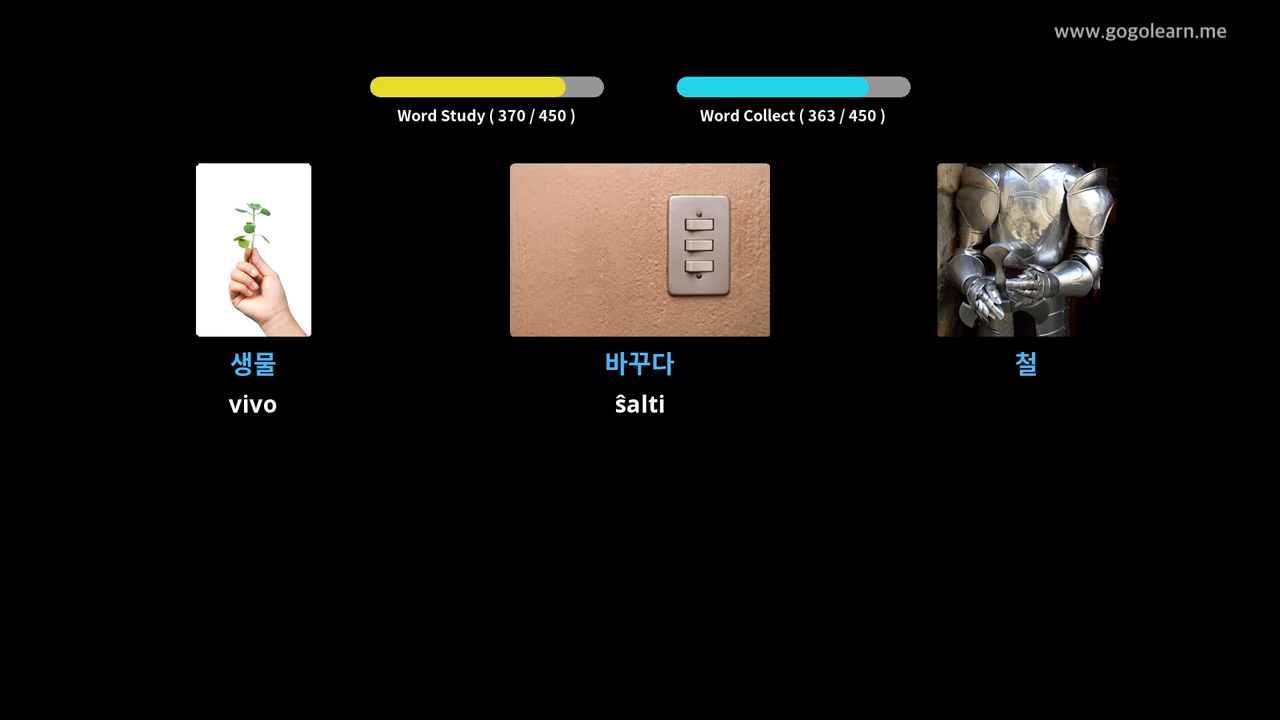 www.gogolearn.me
Word Study ( 370 / 450 )
Word Collect ( 363 / 450 )
생물
바꾸다
철
vivo
ŝalti